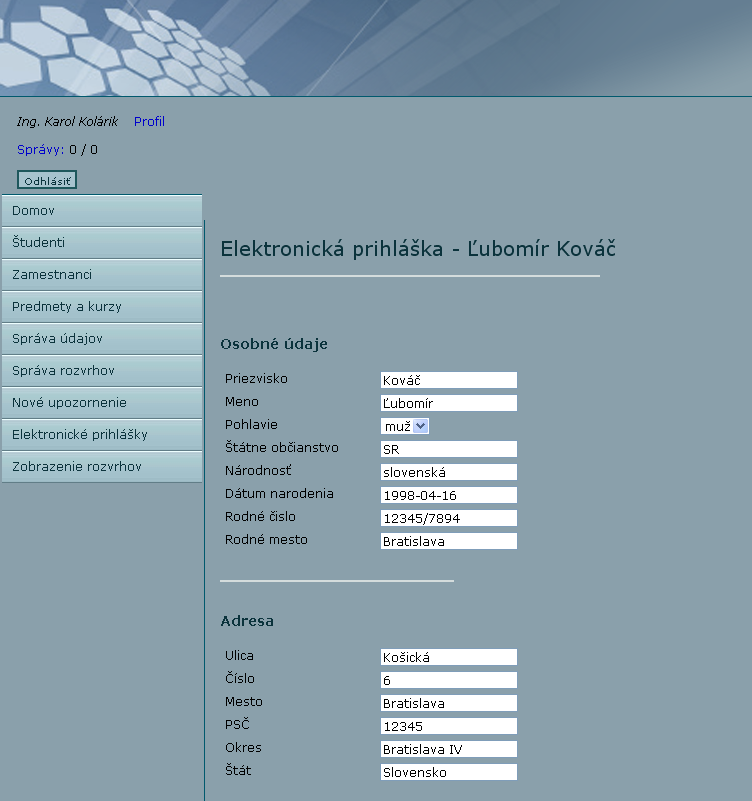 Ing. Karol Kolárik Profil
Správy: 0 / 0
Odhlásiť
Domov
Študenti
Zamestnanci
Predmety a kurzy
Správa údajov
Správa rozvrhov
Nové upozornenie
Elektronické prihlášky
Zobrazenie rozvrhov
Elektronická prihláška - Ľubomír Kováč
Osobné údaje
Priezvisko Kováč
Meno Ľubomír
Pohlavie muž
Štátne občianstvo SR
Národnosť slovenská
Dátum narodenia 1998-04-16
Rodné čislo 12345/7894
Rodné mesto Bratislava
Adresa
Ulica Košická
Číslo 6
Mesto Bratislava
PSČ 12345
Okres Bratislava IV
Štát Slovensko